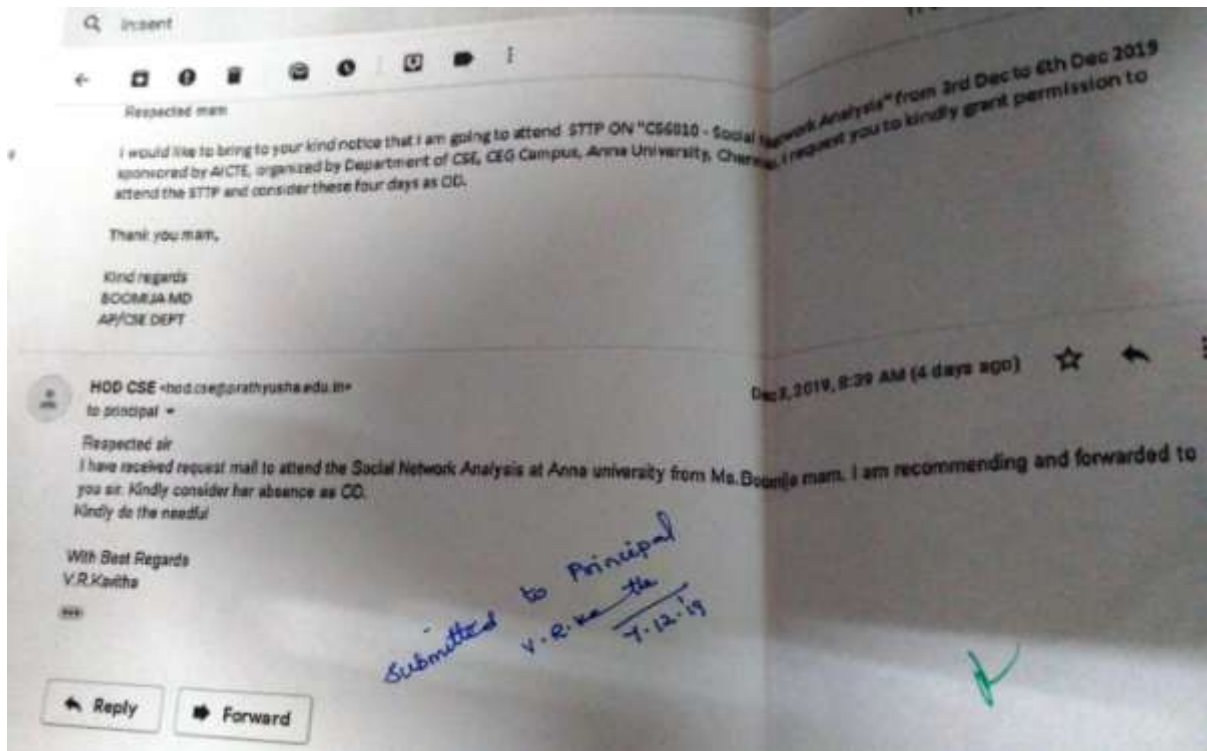 in:sent
Respected mam
I would like to bring to your kind notice that I am going to attend STTP ON "CS6010 - Social Network Analysis" from 3rd Dec to 6th Dec 2019
sponsored by AICTE, organized by Department of CSE, CEG Campus, Anna University, Chennai. I request you to kindly grant permission to
attend the STTP and consider these four days as OD.
Thank you mam,
Kind regards
BOOMIJA MD
AP/CSE DEPT
HOD CSE <hod.cse@prathyusha.edu.in>
Dec 3, 2019, 8:39 AM (4 days ago)
to principal
Respected sir
I have received request mail to attend the Social Network Analysis at Anna university from Ms.Boomija mam. I am recommending and forwarded to
you sir. Kindly consider her absence as OD.
Kindly do the needful
With Best Regards
V.R.Kavitha
submitted to Principal
V.R.Ka
7.12.19
Reply
Forward